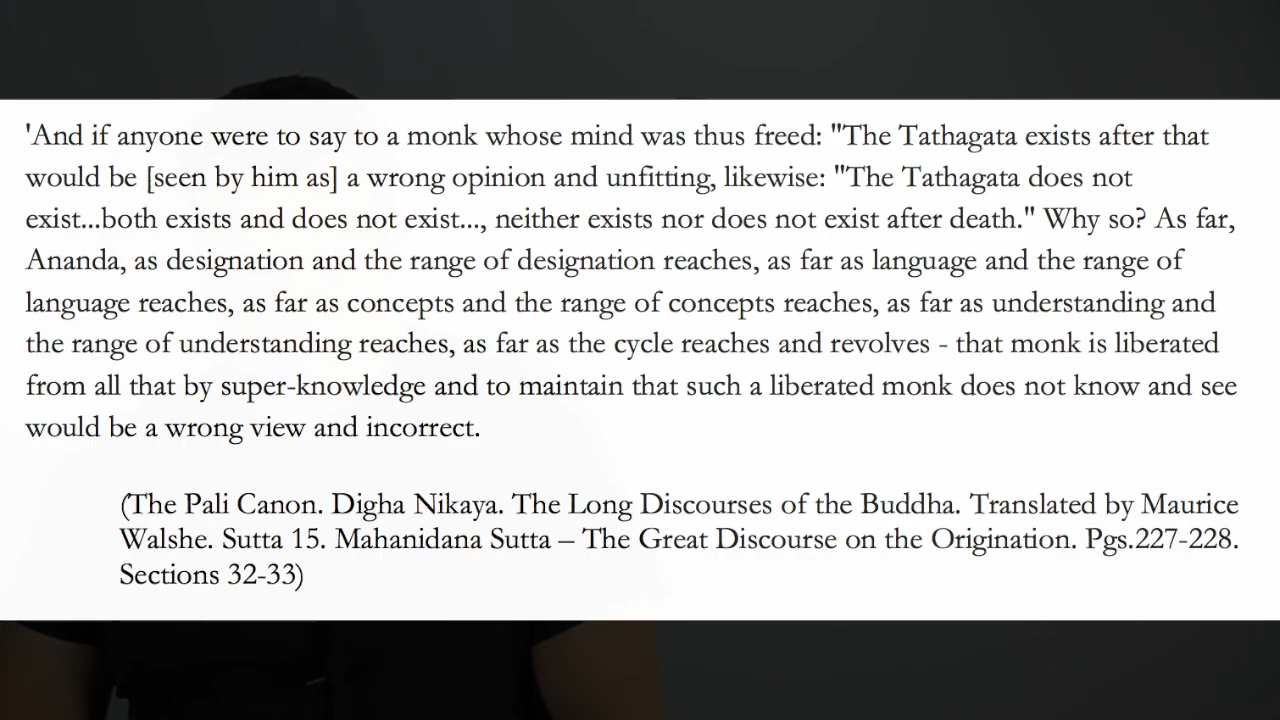 'And if anyone were to say to a monk whose mind was thus freed: "The Tathagata exists after that
would be [seen by him as] a wrong opinion and unfitting, likewise: "The Tathagata does not
exist...both exists and does not exist..., neither exists nor does not exist after death." Why so? As far,
Ananda, as designation and the range of designation reaches, as far as language and the range of
language reaches, as far as concepts and the range of concepts reaches, as far as understanding and
the range of understanding reaches, as far as the cycle reaches and revolves - that monk is liberated
from all that by super-knowledge and to maintain that such a liberated monk does not know and see
would be a wrong view and incorrect.
(The Pali Canon. Digha Nikaya. The Long Discourses of the Buddha. Translated by Maurice
Walshe. Sutta 15. Mahanidana Sutta – The Great Discourse on the Origination. Pgs.227-228.
Sections 32-33)